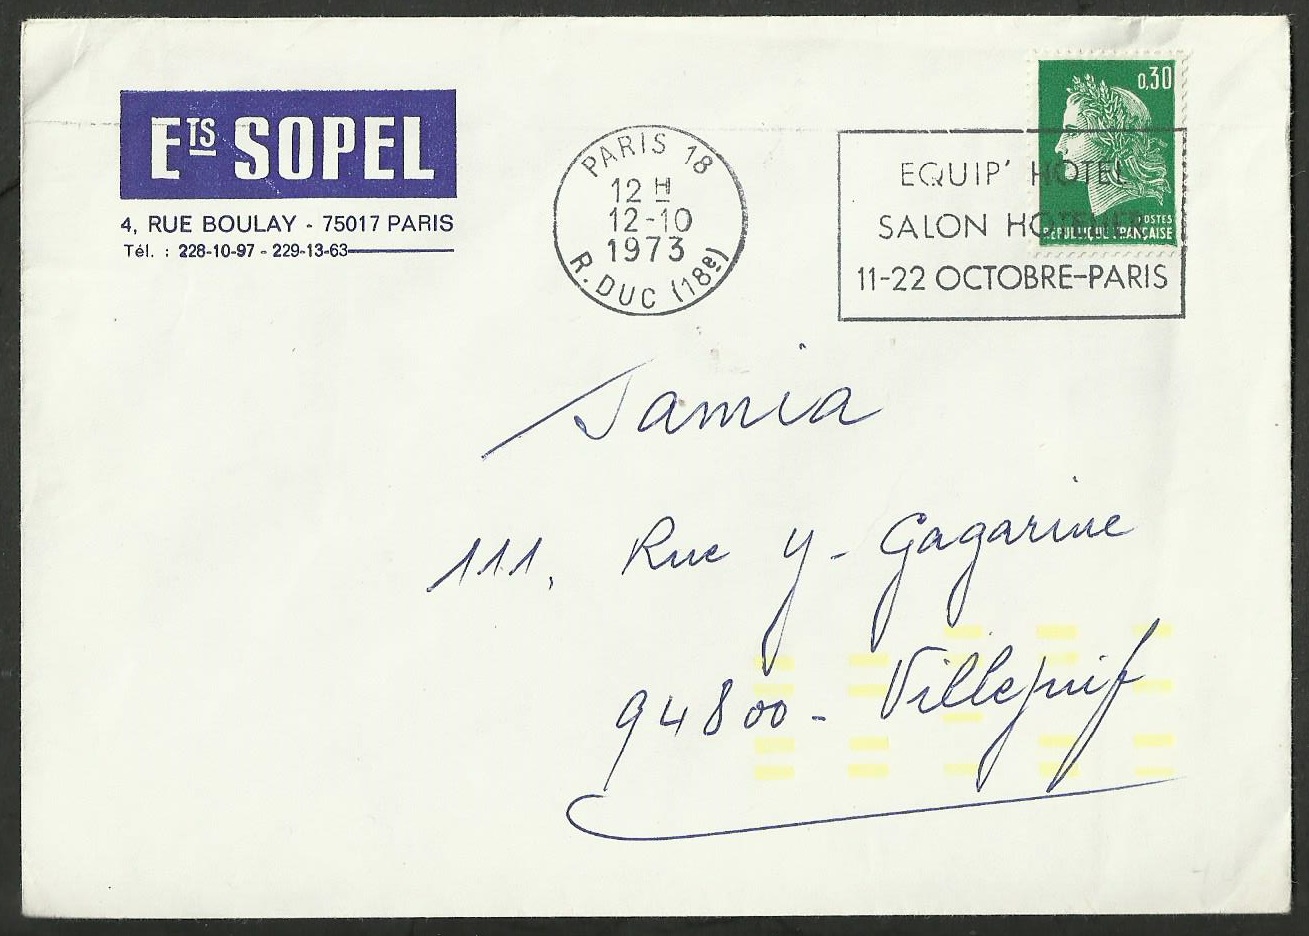 Ets SOPEL
4, RUE BOULAY - 75017 PARIS
Tél. : 228-10-97 - 229-13-63
PARIS 18
12 H
12-10
1973
R. DUC (18e)
0,30
POSTES
REPUBLIQUE FRANÇAISE
EQUIP' HOTEL
SALON HOTELIER
11-22 OCTOBRE-PARIS
Samia
111, Rue Y- Gagarine
94800 - Villejuif